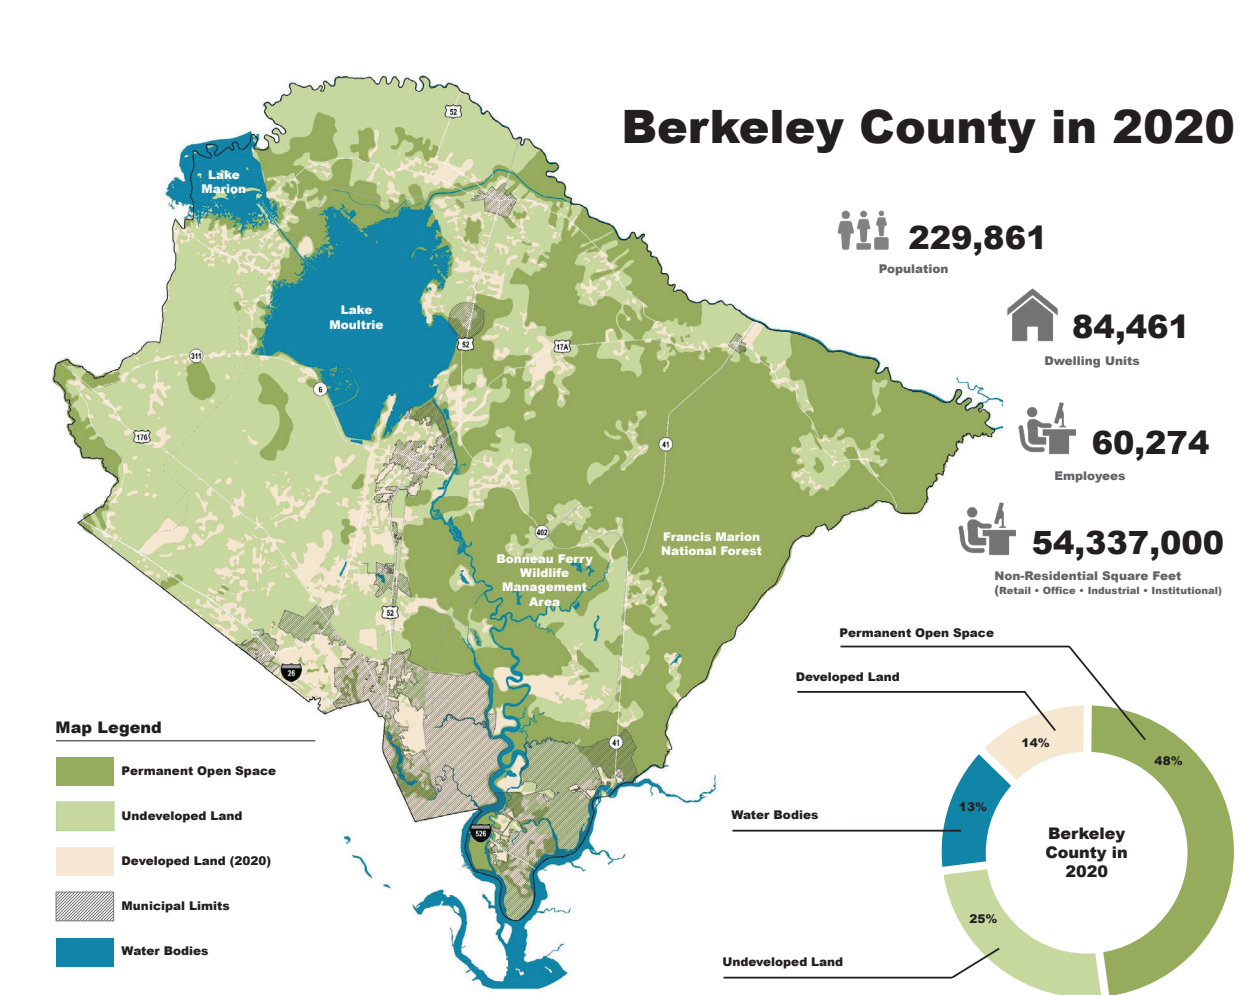 Berkeley County in 2020
229,861
Population
84,461
Dwelling Units
60,274
Employees
54,337,000
Non-Residential Square Feet
(Retail • Office • Industrial • Institutional)
52
Lake
Marion
Lake
Moultrie
52
17A
311
6
176
41
402
Francis Marion
National Forest
Bonneau Ferry
Wildlife
Management
Area
52
26
41
526
Map Legend
Permanent Open Space
Undeveloped Land
Developed Land (2020)
Municipal Limits
Water Bodies
Permanent Open Space
Developed Land
Water Bodies
Undeveloped Land
14%
48%
13%
25%
Berkeley
County in
2020